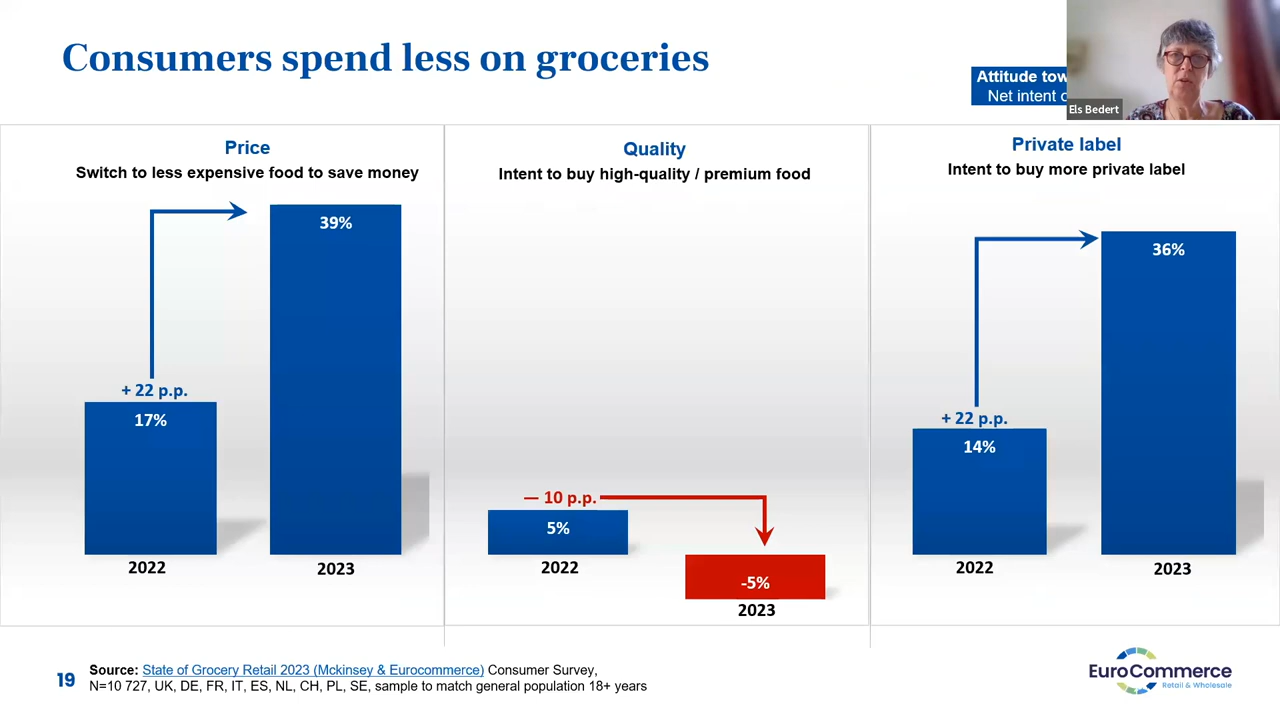 Consumers spend less on groceries
Attitude
Net intent
Els Bedert
Price
Switch to less expensive food to save money
39%
+ 22 p.p.
17%
2022
2023
Quality
Intent to buy high-quality / premium food
— 10 p.p.
5%
2022
-5%
2023
Private label
Intent to buy more private label
36%
+ 22 p.p.
14%
2022
2023
19
Source: State of Grocery Retail 2023 (Mckinsey & Eurocommerce) Consumer Survey,
N=10 727, UK, DE, FR, IT, ES, NL, CH, PL, SE, sample to match general population 18+ years
EuroCommerce
Retail & Wholesale